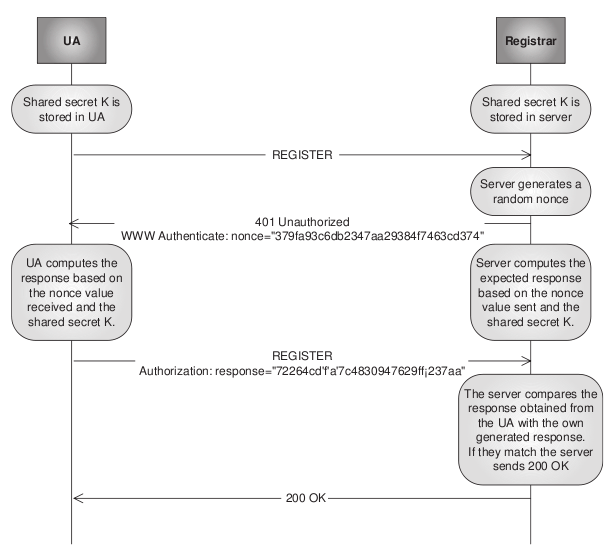 UA
Registrar
Shared secret K is
stored in UA
Shared secret K is
stored in server
REGISTER
Server generates a
random nonce
401 Unauthorized
WWW Authenticate: nonce="379fa93c6db2347aa29384f7463cd374"
UA computes the
response based on
the nonce value
received and the
shared secret K.
Server computes the
expected response
based on the nonce
value sent and the
shared secret K.
REGISTER
Authorization: response="72264cd'f'a'7c4830947629ff¡237aa"
The server compares the
response obtained from
the UA with the own
generated response.
If they match the server
sends 200 OK
200 OK